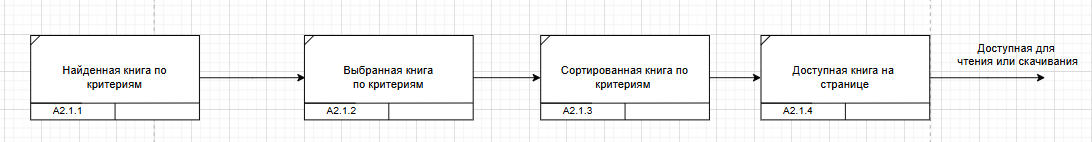 Найденная книга по
критериям
A2.1.1
Выбранная книга
по критериям
A2.1.2
Сортированная книга по
критериям
A2.1.3
Доступная книга на
странице
A2.1.4
Доступная для
чтения или скачивания